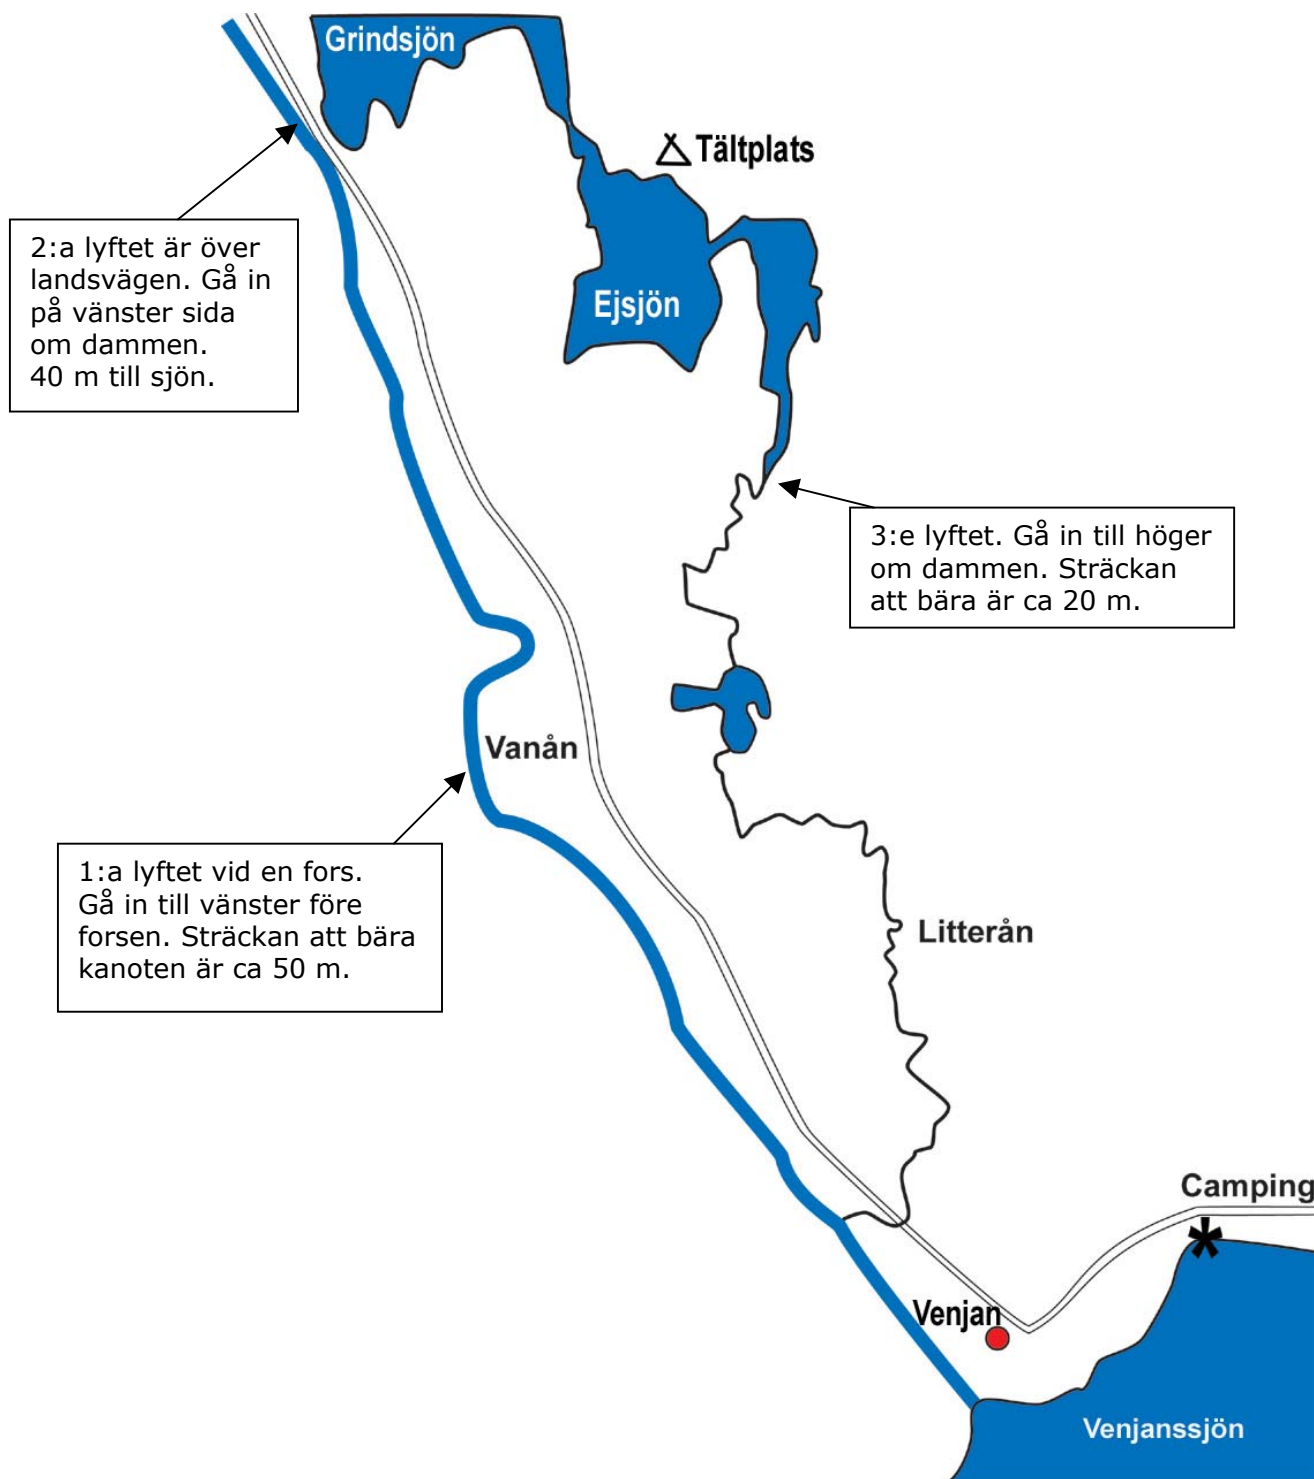 Grindsjön
Tältplats
2:a lyftet är över
landsvägen. Gå in
på vänster sida
om dammen.
40 m till sjön.
Ejsjön
3:e lyftet. Gå in till höger
om dammen. Sträckan
att bära är ca 20 m.
Vanån
1:a lyftet vid en fors.
Gå in till vänster före
forsen. Sträckan att bära
kanoten är ca 50 m.
Litterån
Camping
*
Venjan
Venjanssjön